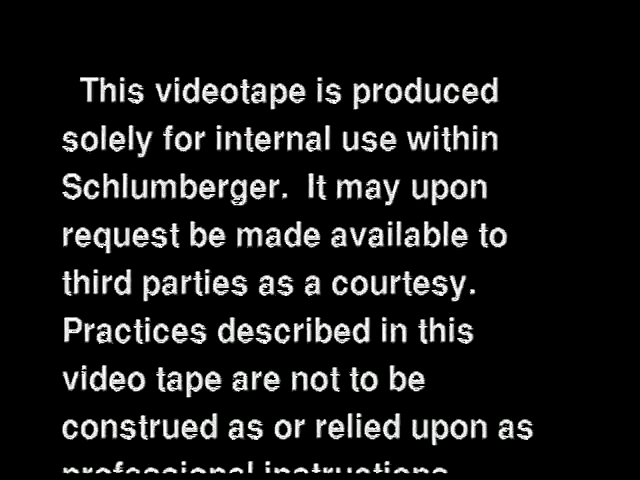 This videotape is produced
solely for internal use within
Schlumberger. It may upon
request be made available to
third parties as a courtesy.
Practices described in this
video tape are not to be
construed as or relied upon as
professional instructions